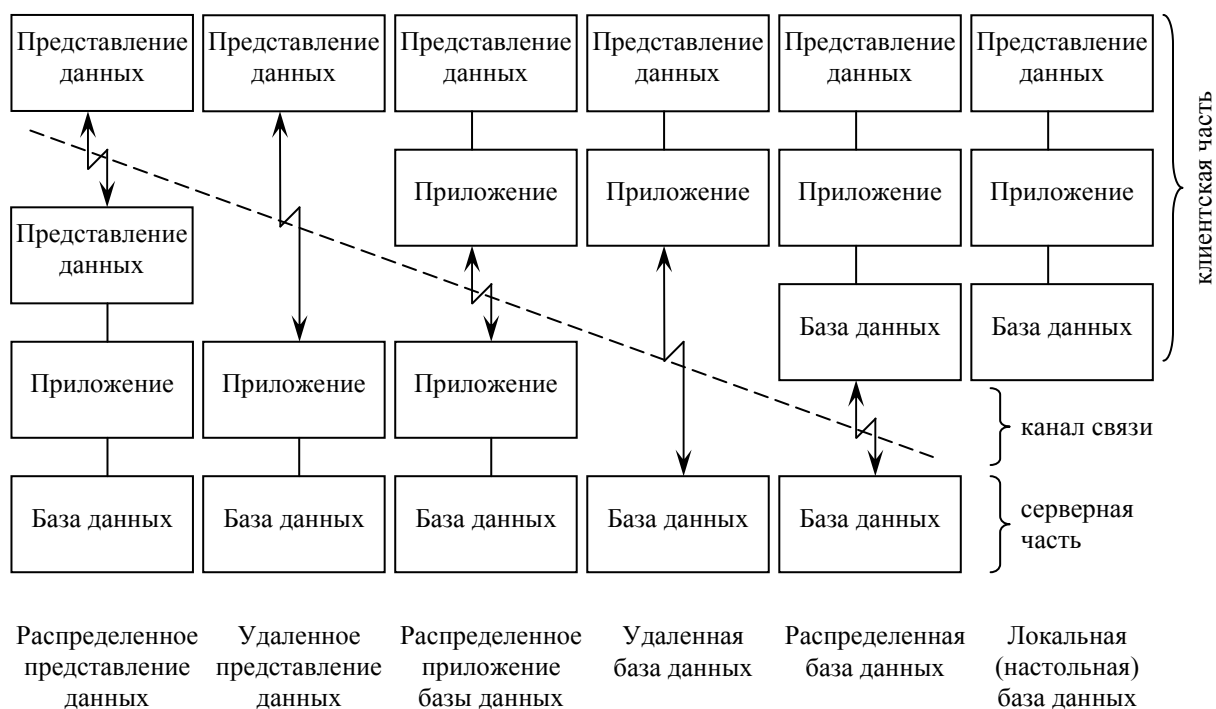 Представление
данных
Представление
данных
Представление
данных
Представление
данных
Представление
данных
Представление
данных
Приложение
Приложение
Приложение
Приложение
Представление
данных
База данных
База данных
Приложение
Приложение
Приложение
База данных
База данных
База данных
База данных
База данных
клиентская часть
канал связи
серверная
часть
Распределенное
представление
данных
Удаленное
представление
данных
Распределенное
приложение
базы данных
Удаленная
база данных
Распределенная
база данных
Локальная
(настольная)
база данных